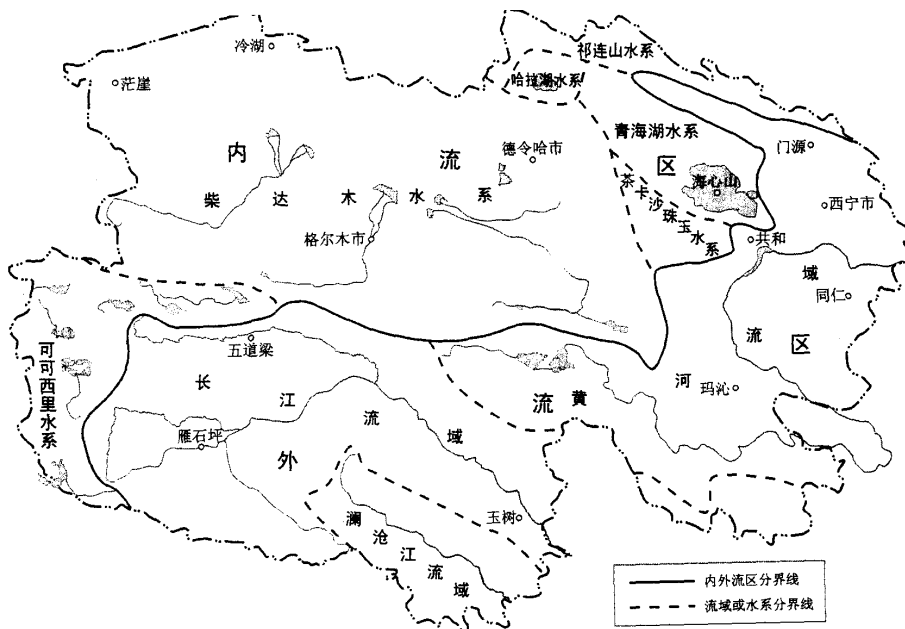 冷湖
祁连山水系
茫崖
哈拉湖水系
青海湖水系
门源
内流区
德令哈市
海心山
柴达木水系
茶卡沙珠玉水系
西宁市
格尔木市
共和
同仁
五道梁
可可西里水系
长江流域
黄河流域
玛沁
雁石坪
外流区
玉树
澜沧江流域
内外流区分界线
流域或水系分界线